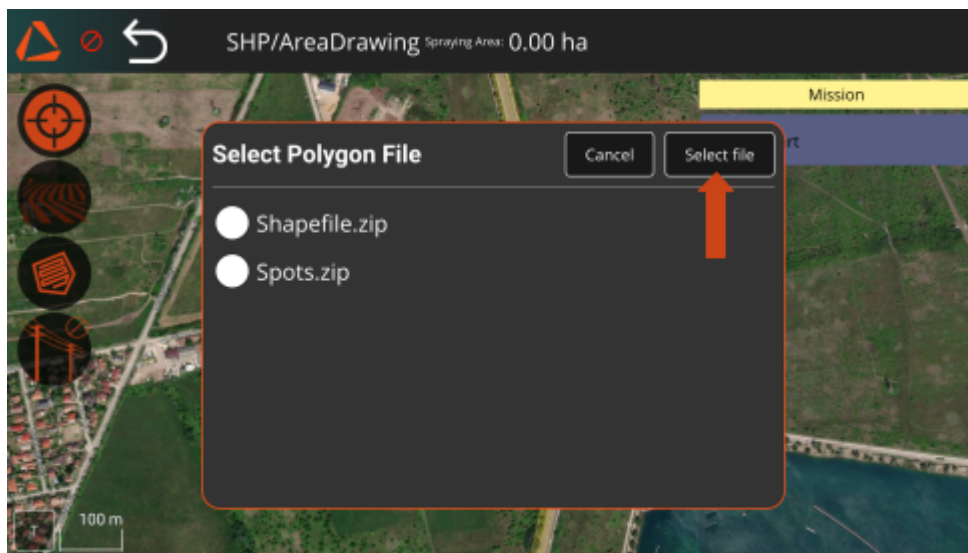 SHP/AreaDrawing Spraying Area: 0.00 ha
Mission
Select Polygon File
Cancel
Select file
rt
Shapefile.zip
Spots.zip
T
100 m